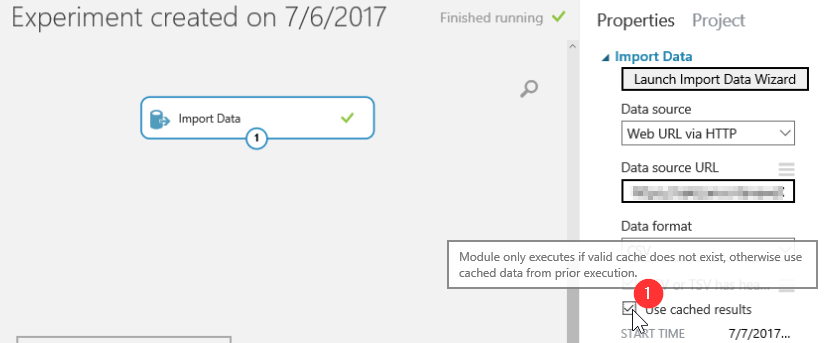 Experiment created on 7/6/2017
Finished running
Properties Project
Import Data
Launch Import Data Wizard
Data source
Web URL via HTTP
Data source URL
Data format
CSV
Module only executes if valid cache does not exist, otherwise use
cached data from prior execution.
or TSV has hea...
1
Use cached results
START TIME 7/7/2017...
Import Data
1